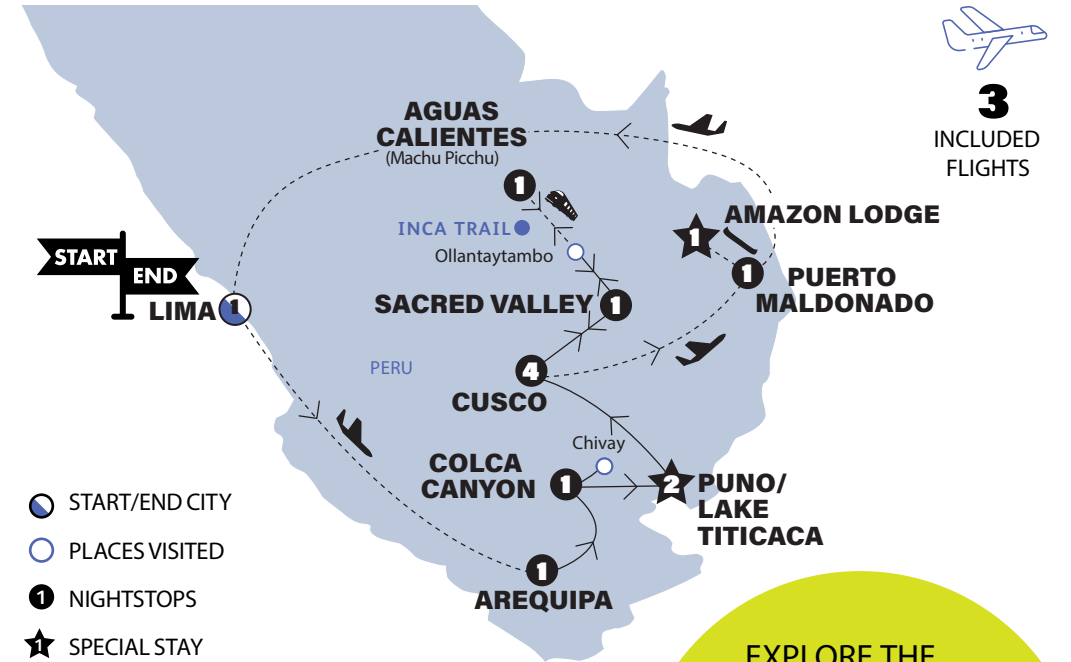 3
INCLUDED
FLIGHTS
AGUAS
CALIENTES
(Machu Picchu)
1
INCA TRAIL
Ollantaytambo
AMAZON LODGE
1
1
PUERTO
MALDONADO
START
END
LIMA
1
SACRED VALLEY
1
PERU
4
CUSCO
Chivay
COLCA
CANYON
1
2
PUNO/
LAKE
TITICACA
1
AREQUIPA
START/END CITY
PLACES VISITED
1
NIGHTSTOPS
1
SPECIAL STAY
EXPLORE THE